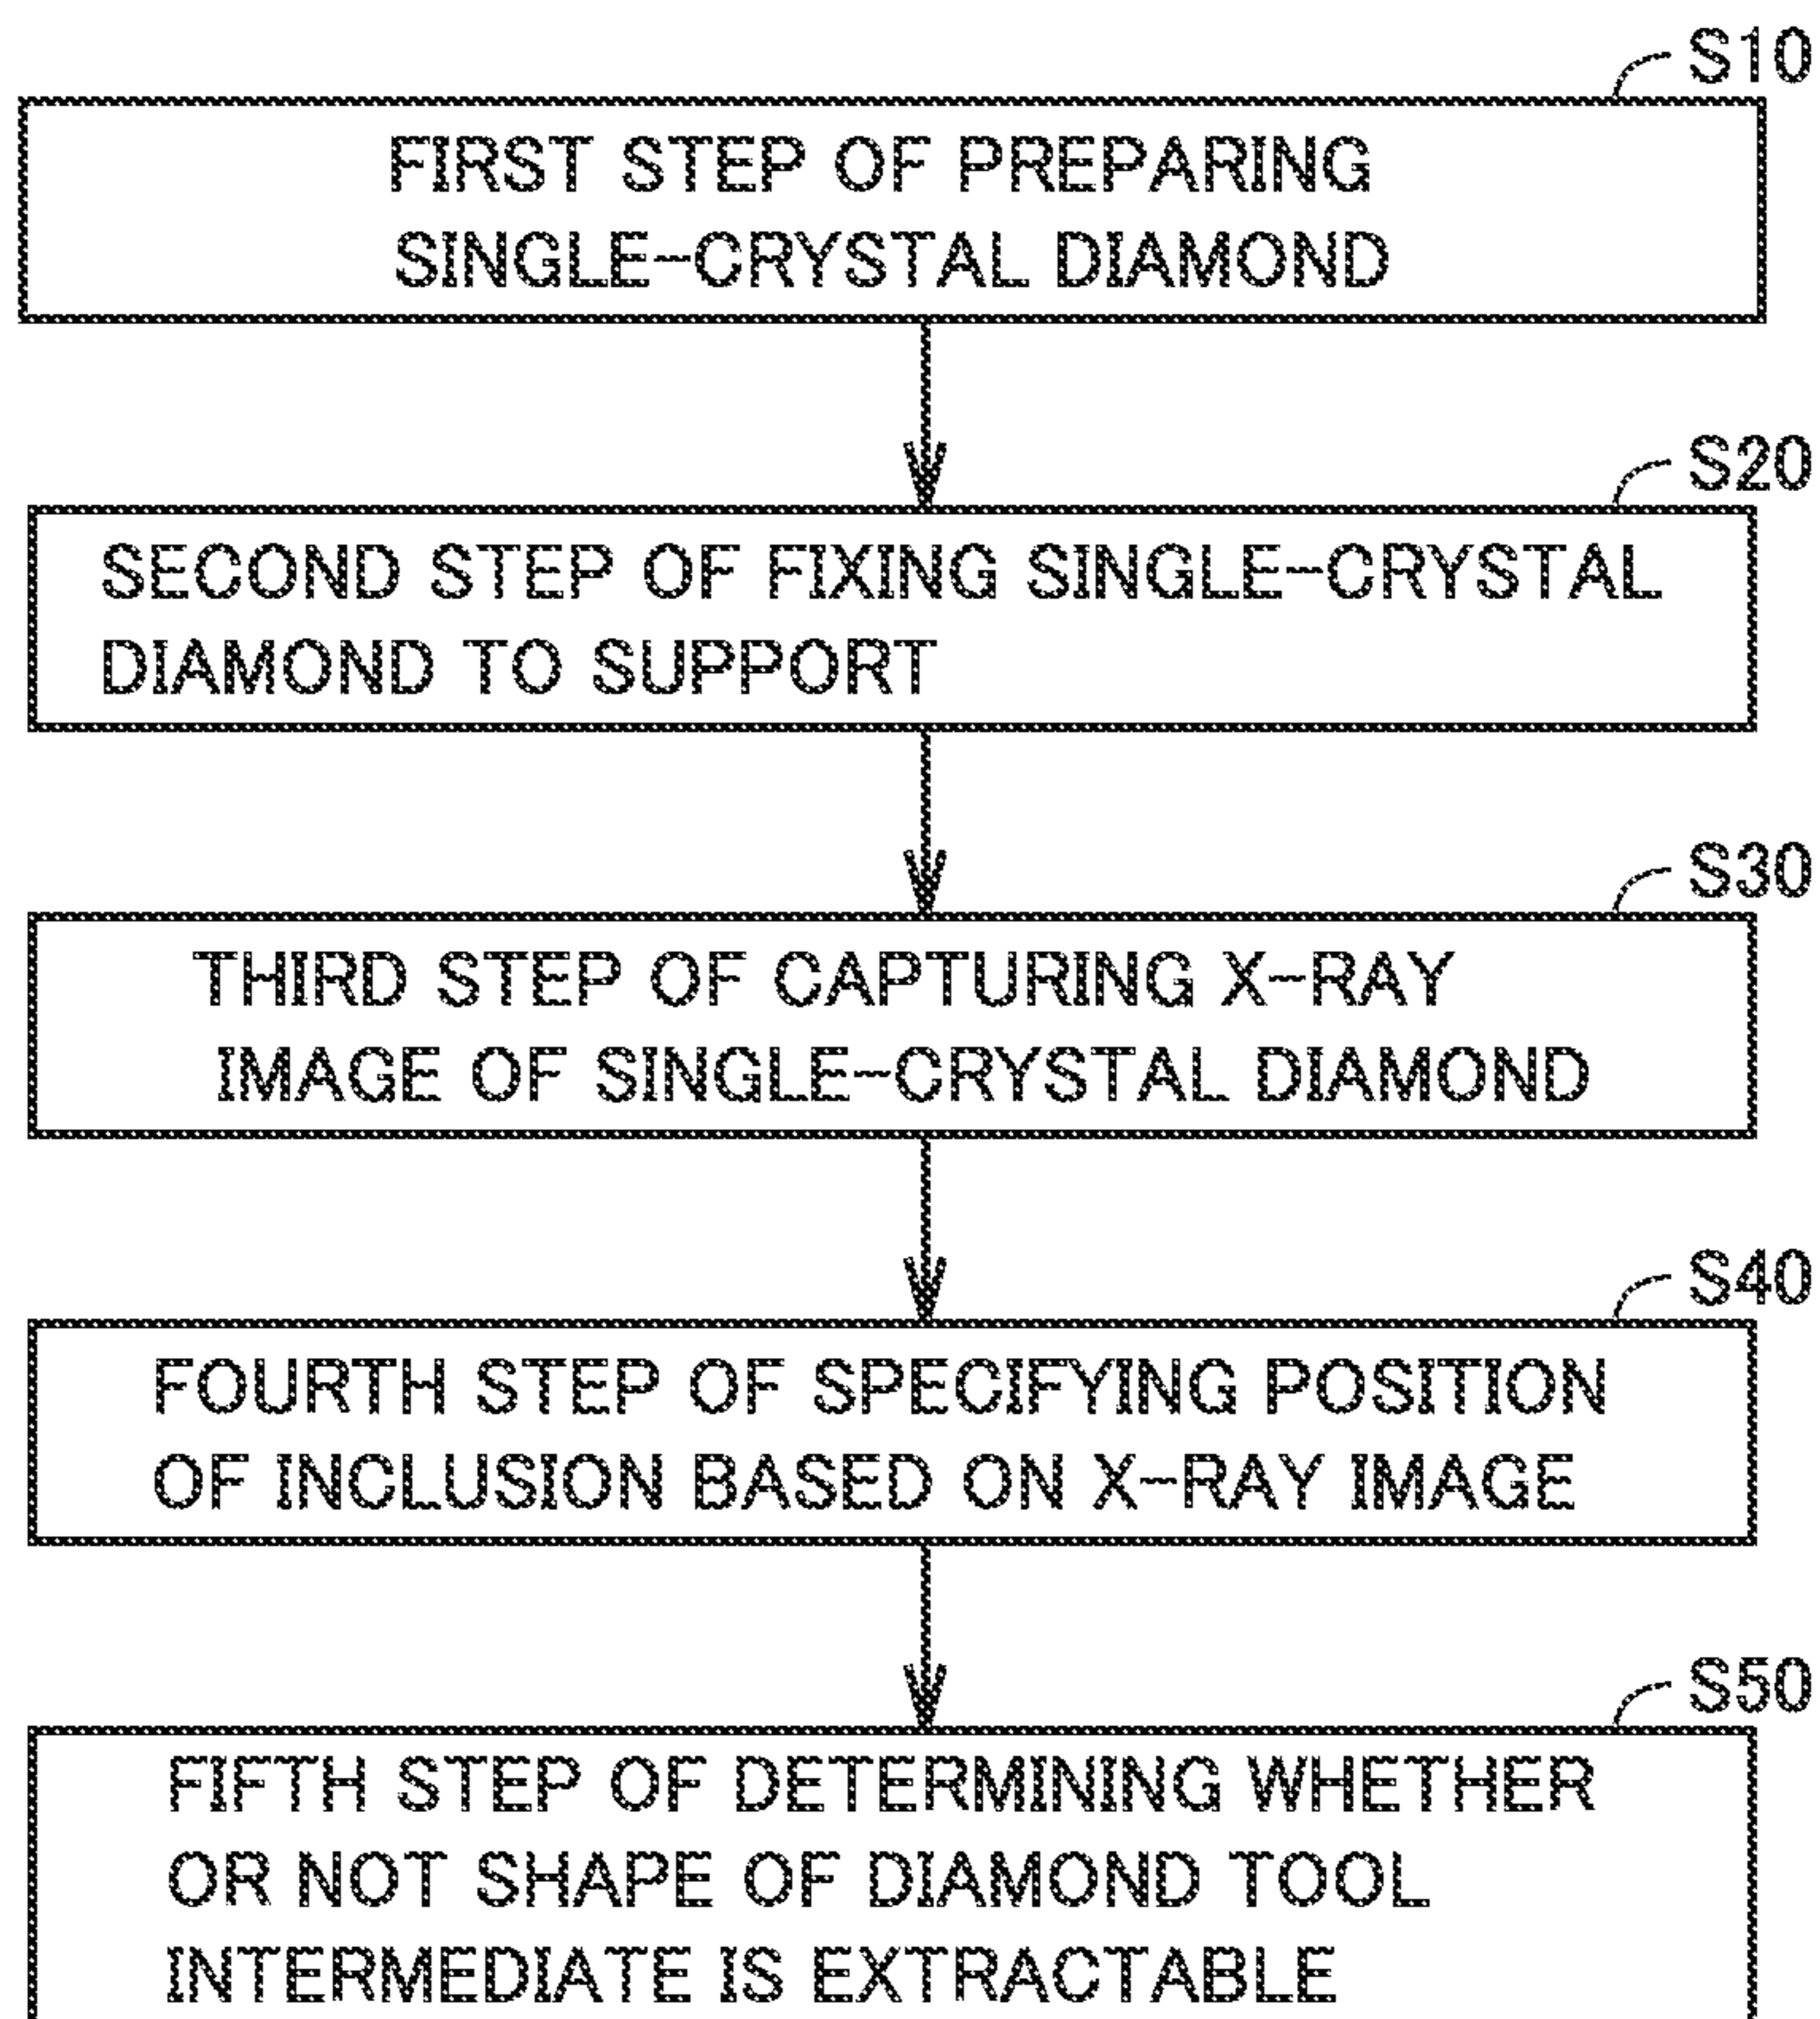 S10
FIRST STEP OF PREPARING
SINGLE-CRYSTAL DIAMOND
S20
SECOND STEP OF FIXING SINGLE-CRYSTAL
DIAMOND TO SUPPORT
S30
THIRD STEP OF CAPTURING X-RAY
IMAGE OF SINGLE-CRYSTAL DIAMOND
S40
FOURTH STEP OF SPECIFYING POSITION
OF INCLUSION BASED ON X-RAY IMAGE
S50
FIFTH STEP OF DETERMINING WHETHER
OR NOT SHAPE OF DIAMOND TOOL
INTERMEDIATE IS EXTRACTABLE